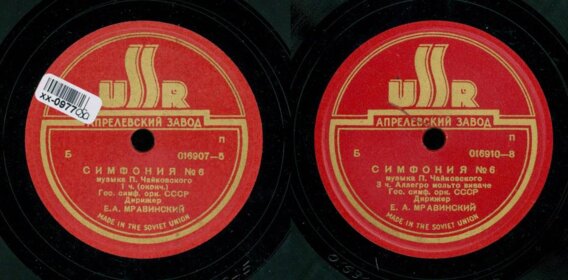 USSR
АПРЕЛЕВСКИЙ ЗАВОД
П
Б 016907-5
СИМФОНИЯ №6
музыка П. Чайковского
1 ч. (оконч.)
Гос. симф. орк. СССР
Дирижер
Е.А. МРАВИНСКИЙ
MADE IN THE SOVIET UNION
USSR
АПРЕЛЕВСКИЙ ЗАВОД
П
Б 016910-8
СИМФОНИЯ №6
музыка П. Чайковского
3 ч. Аллегро мольто виваче
Гос. симф. орк. СССР
Дирижер
Е.А. МРАВИНСКИЙ
MADE IN THE SOVIET UNION